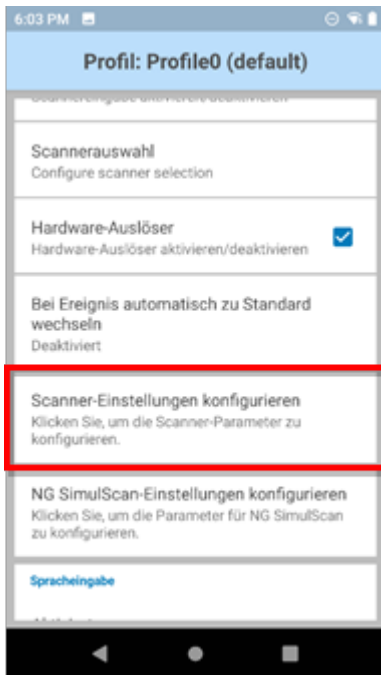 6:03 PM
Profil: Profile0 (default)
Scannerauswahl
Configure scanner selection
Hardware-Auslöser
Hardware-Auslöser aktivieren/deaktivieren
Bei Ereignis automatisch zu Standard
wechseln
Deaktiviert
Scanner-Einstellungen konfigurieren
Klicken Sie, um die Scanner-Parameter zu
konfigurieren.
NG SimulScan-Einstellungen konfigurieren
Klicken Sie, um die Parameter für NG SimulScan
zu konfigurieren.
Spracheingabe